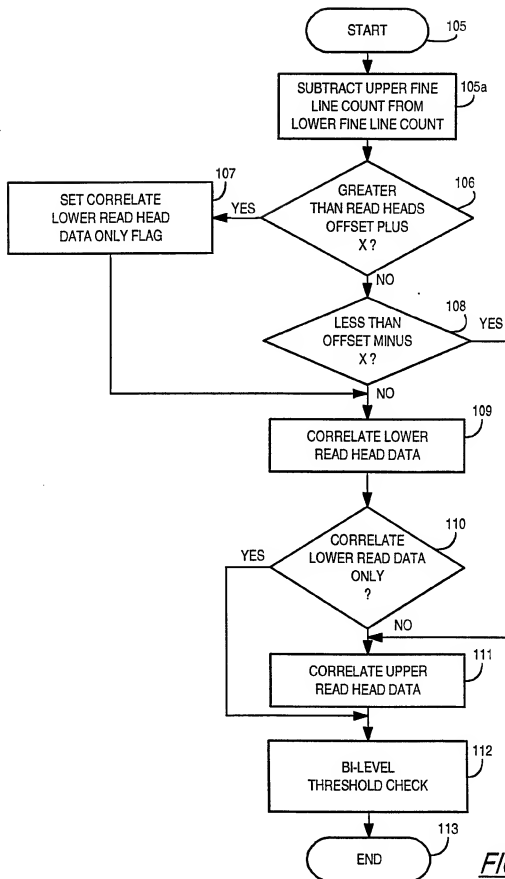 START
105
SUBTRACT UPPER FINE
LINE COUNT FROM
LOWER FINE LINE COUNT
105a
107
SET CORRELATE
LOWER READ HEAD
DATA ONLY FLAG
YES
GREATER
THAN READ HEADS
OFFSET PLUS
X ?
106
NO
LESS THAN
OFFSET MINUS
X ?
108
YES
NO
CORRELATE LOWER
READ HEAD DATA
109
CORRELATE
LOWER READ DATA
ONLY
?
110
YES
NO
CORRELATE UPPER
READ HEAD DATA
111
BI-LEVEL
THRESHOLD CHECK
112
END
113